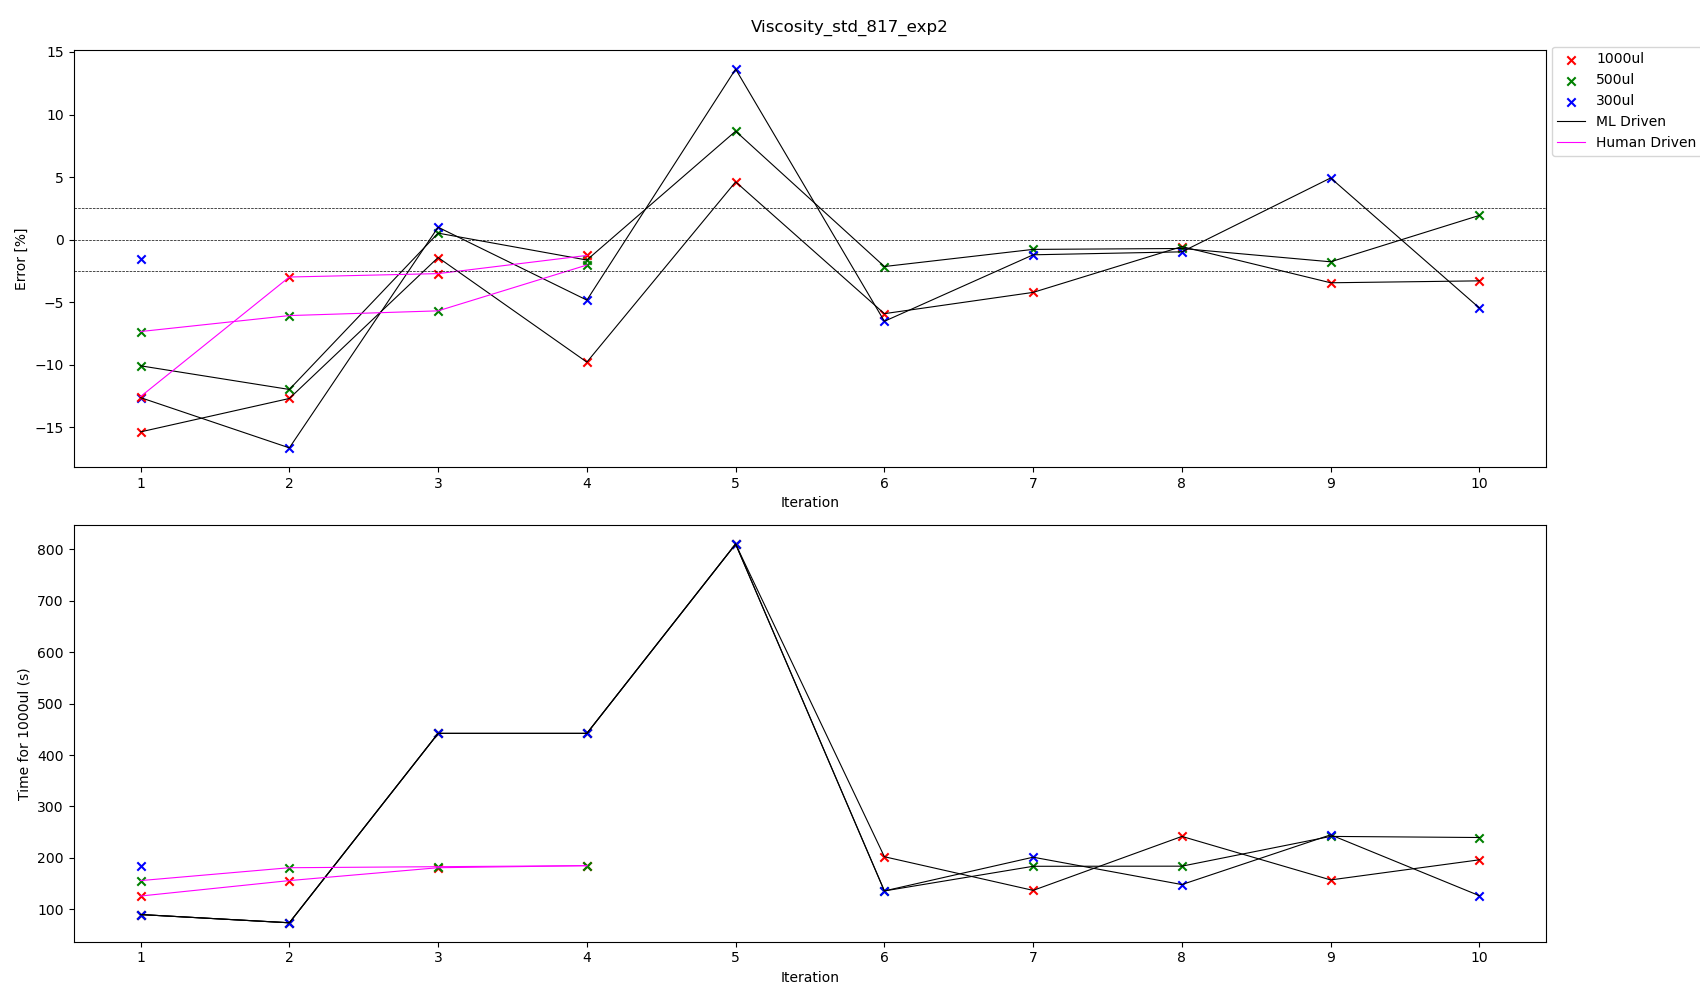 Viscosity_std_817_exp2
15
10
5
0
−5
−10
−15
Error [%]
1 2 3 4 5 6 7 8 9 10
Iteration
1000ul
500ul
300ul
ML Driven
Human Driven
800
700
600
500
400
300
200
100
Time for 1000ul (s)
1 2 3 4 5 6 7 8 9 10
Iteration